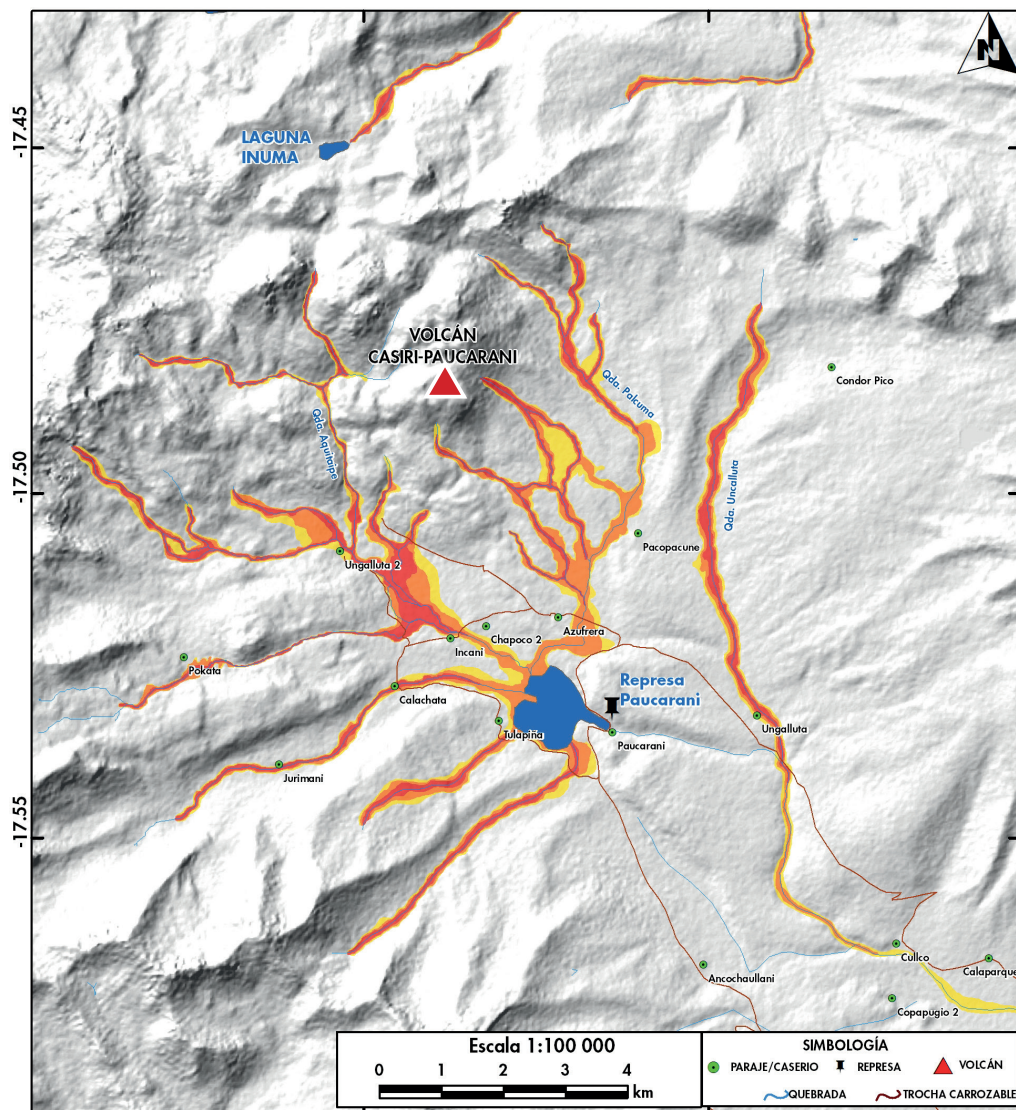 N
-17.45
LAGUNA
INUMA
VOLCÁN
CASIRI-PAUCARANI
Condor Pico
Qda. Palcuma
Qda. Aquitaipe
-17.50
Qda. Uncalluta
Pacopacune
Ungalluta 2
Azufrera
Chapoco 2
Incani
Pokata
Represa
Paucarani
Calachata
Ungalluta
Tulapiña
Paucarani
Jurimani
-17.55
Cullco
Calaparque
Ancochaullani
Copapugio 2
Escala 1:100 000
0 1 2 3 4
km
SIMBOLOGÍA
PARAJE/CASERIO REPRESA VOLCÁN
QUEBRADA TROCHA CARROZABLE